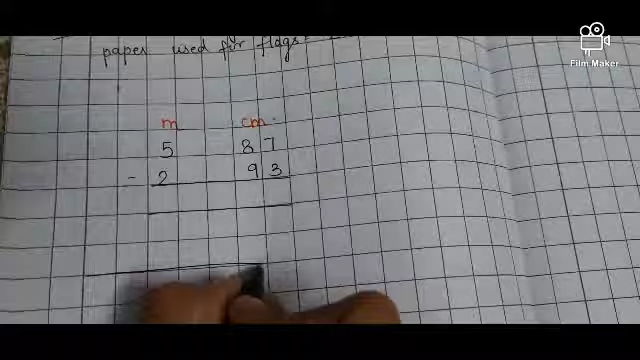 paper used for flags =
m cm
5 87
- 2 93
Film Maker